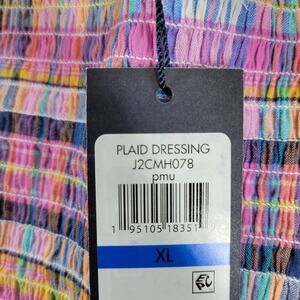 PLAID DRESSING
J2CMH078
pmu
1 95105 18351
XL